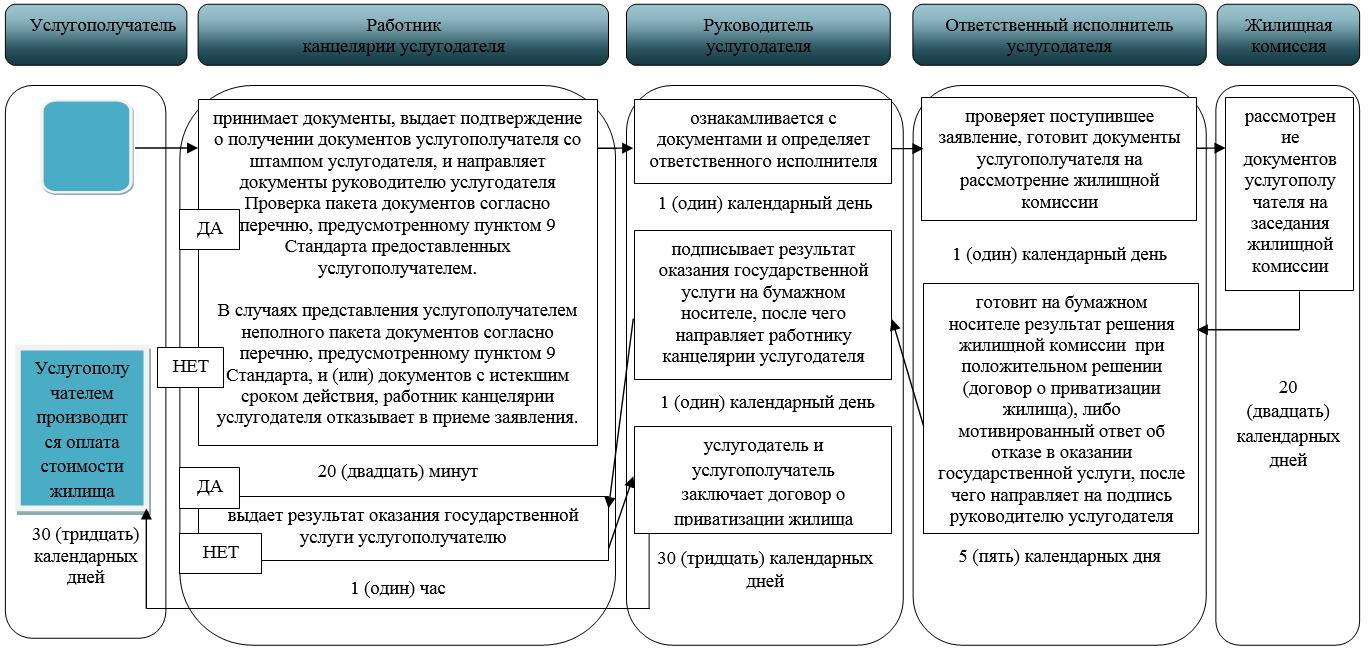 Услугополучатель
Работник
канцелярии услугодателя
Руководитель
услугодателя
Ответственный исполнитель
услугодателя
Жилищная
комиссия
принимает документы, выдает подтверждение
о получении документов услугополучателя со
штампом услугодателя, и направляет
документы руководителю услугодателя
Проверка пакета документов согласно
перечню, предусмотренному пунктом 9
Стандарта предоставленных
услугополучателем.
В случаях представления услугополучателем
неполного пакета документов согласно
перечню, предусмотренному пунктом 9
Стандарта, и (или) документов с истекшим
сроком действия, работник канцелярии
услугодателя отказывает в приеме заявления.
ДА
НЕТ
20 (двадцать) минут
ДА
выдает результат оказания государственной
услуги услугополучателю
НЕТ
1 (один) час
ознакамливается с
документами и определяет
ответственного исполнителя
1 (один) календарный день
подписывает результат
оказания государственной
услуги на бумажном
носителе, после чего
направляет работнику
канцелярии услугодателя
1 (один) календарный день
услугодатель и
услугополучатель
заключает договор о
приватизации жилища
30 (тридцать) календарных
дней
проверяет поступившее
заявление, готовит документы
услугополучателя на
рассмотрение жилищной
комиссии
1 (один) календарный день
готовит на бумажном
носителе результат решения
жилищной комиссии при
положительном решении
(договор о приватизации
жилища), либо
мотивированный ответ об
отказе в оказании
государственной услуги, после
чего направляет на подпись
руководителю услугодателя
5 (пять) календарных дня
рассмотрен
ие
документов
услугополу
чателя на
заседания
жилищной
комиссии
20
(двадцать)
календарных
дней
Услугополу
чателем
производит
ся оплата
стоимости
жилища
30 (тридцать)
календарных
дней